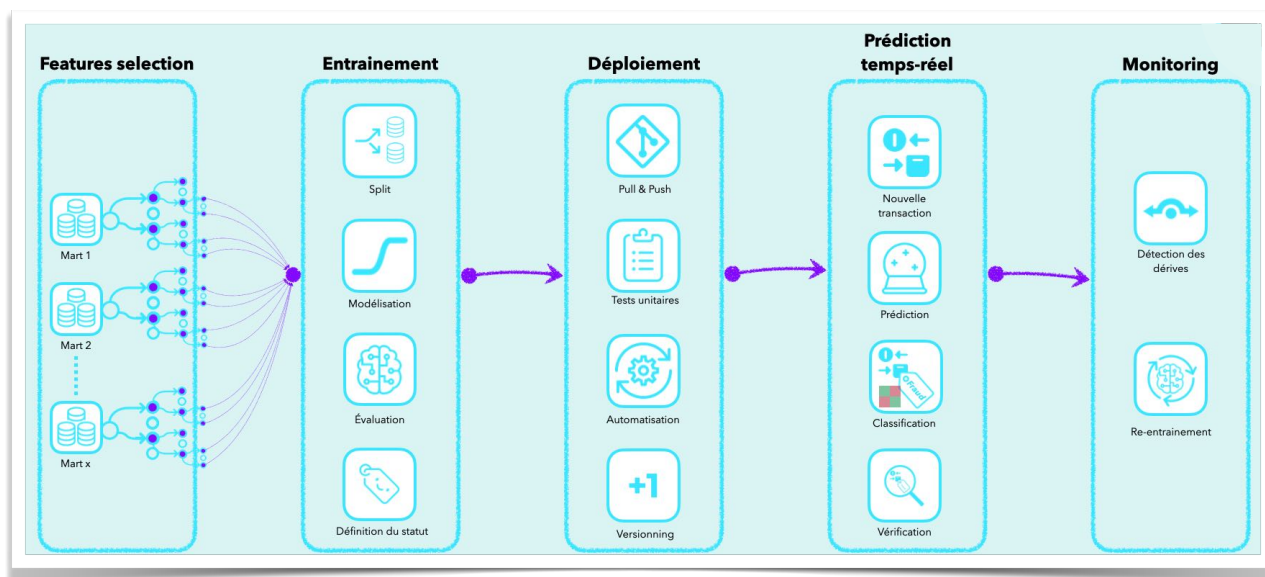 Features selection
Mart 1
Mart 2
Mart x
Entrainement
Split
Modélisation
Évaluation
Définition du statut
Déploiement
Pull & Push
Tests unitaires
Automatisation
+1
Versionning
Prédiction
temps-réel
Nouvelle
transaction
Prédiction
Fraud
Classification
Vérification
Monitoring
Détection des
dérives
Re-entrainement